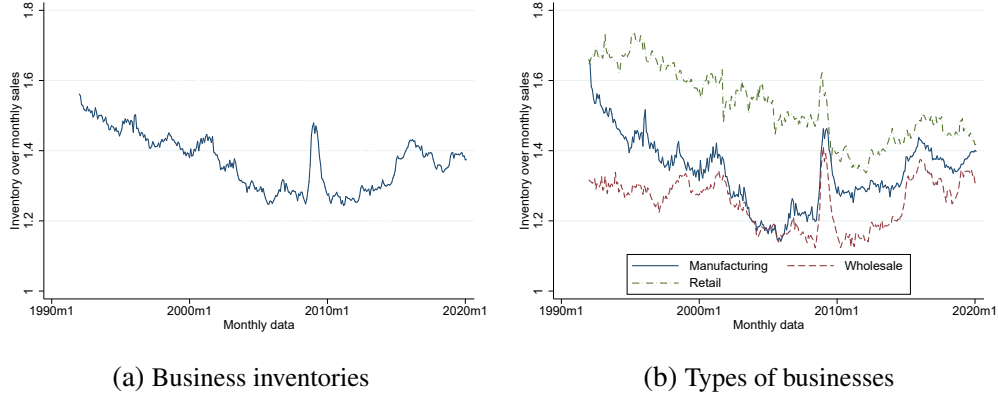 Inventory over monthly sales
1.8
1.6
1.4
1.2
1
1990m1 2000m1 2010m1 2020m1
Monthly data
(a) Business inventories
Inventory over monthly sales
1.8
1.6
1.4
1.2
1
Manufacturing Wholesale
Retail
1990m1 2000m1 2010m1 2020m1
Monthly data
(b) Types of businesses